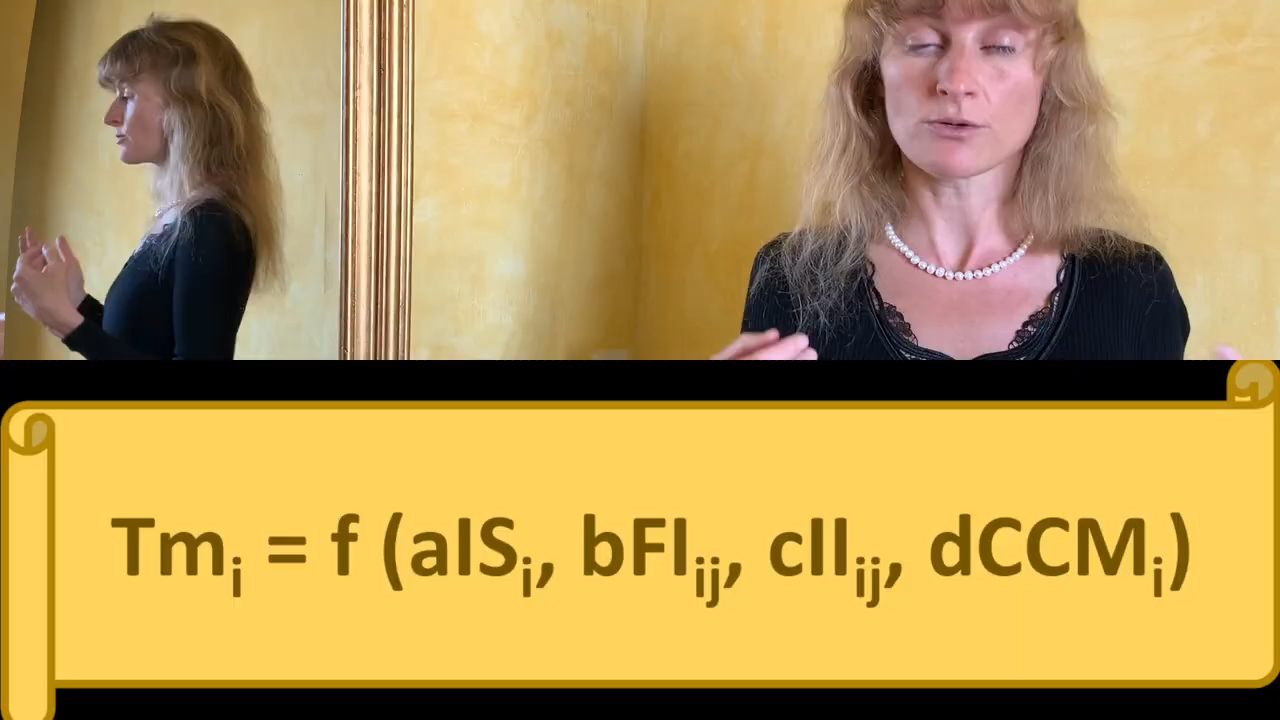 Tmᵢ = f (aISᵢ, bFIᵢⱼ, cIIᵢⱼ, dCCMᵢ)